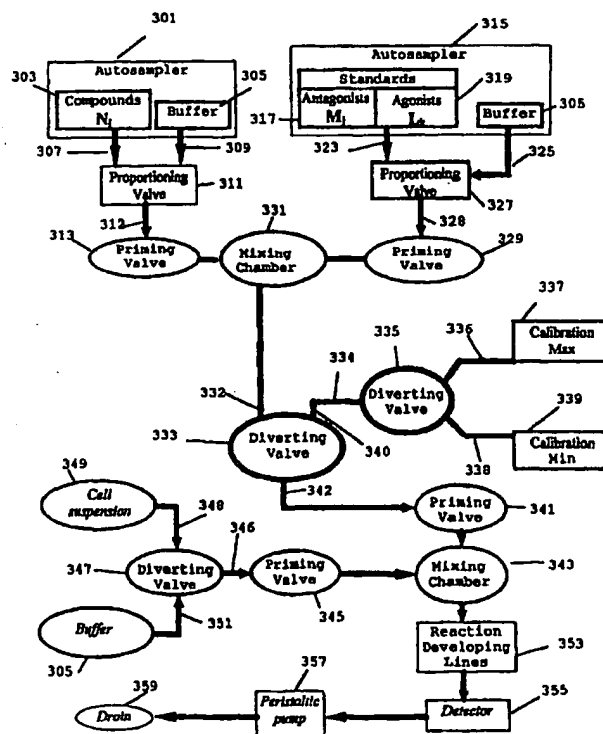 301
315
Autosampler
Autosampler
303
305
Standards
319
Compounds
N
Buffer
Antagonists
M
Agonists
L
Buffer
305
317
307
309
323
325
Proportioning
Valve
311
Proportioning
Valve
327
312
331
328
313
Priming
Valve
Mixing
Chamber
Priming
Valve
329
337
336
335
Calibration
Max
334
332
Diverting
Valve
339
333
Diverting
Valve
340
338
Calibration
Min
342
349
Cell
suspension
348
Priming
Valve
341
346
347
Diverting
Valve
Priming
Valve
Mixing
Chamber
343
351
345
Buffer
305
Reaction
Developing
Lines
353
357
359
Drain
Peristaltic
pump
Detector
355